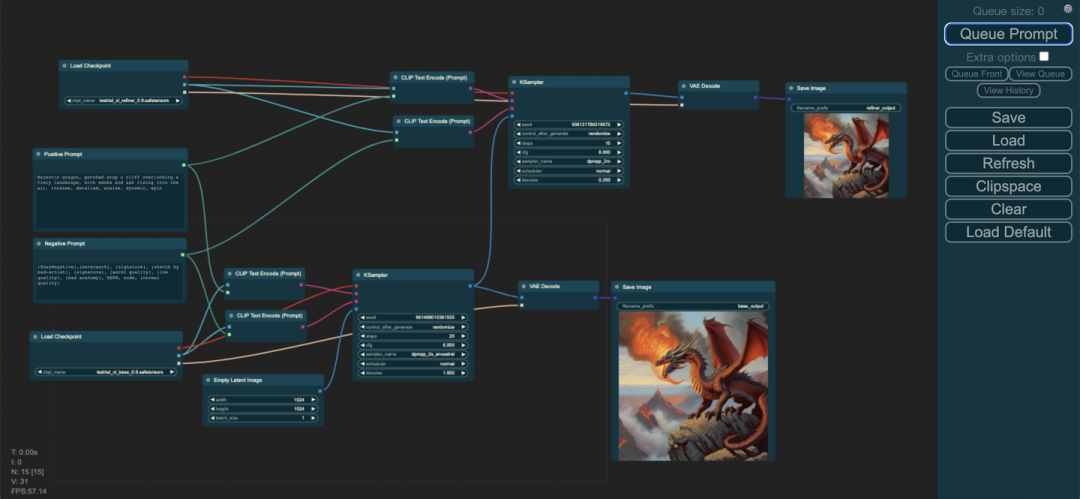 Queue size: 0
Queue Prompt
Extra options
Queue Front
View Queue
View History
Save
Load
Refresh
Clipspace
Clear
Load Default
Load Checkpoint
ckpt_name test/sd_xl_refiner_0.9.safetensors
CLIP Text Encode (Prompt)
CLIP Text Encode (Prompt)
KSampler
seed
control_after_generate randomize
steps 15
cfg 8.000
sampler_name dpmpp_2m
scheduler normal
denoise 0.250
VAE Decode
Save Image
filename_prefix refiner_output
Positive Prompt
Majestic dragon, perched atop a cliff overlooking a
fiery landscape, with smoke and ash rising into the
air, intense, detailed, scales, dynamic, epic
Negative Prompt
(EasyNegative),(watermark), (signature), (sketch by
bad-artist), (signature), (worst quality), (low
quality), (bad anatomy), NSFW, nude, (normal
quality)
CLIP Text Encode (Prompt)
CLIP Text Encode (Prompt)
Load Checkpoint
ckpt_name test/sd_xl_base_0.9.safetensors
Empty Latent Image
width 1024
height 1024
batch_size 1
KSampler
seed
control_after_generate randomize
steps 20
cfg
sampler_name dpmpp_2s_ancestral
scheduler normal
denoise 1.000
VAE Decode
Save Image
filename_prefix base_output
T: 0.00s
I: 0
N: 15 [15]
V: 31
FPS:57.14